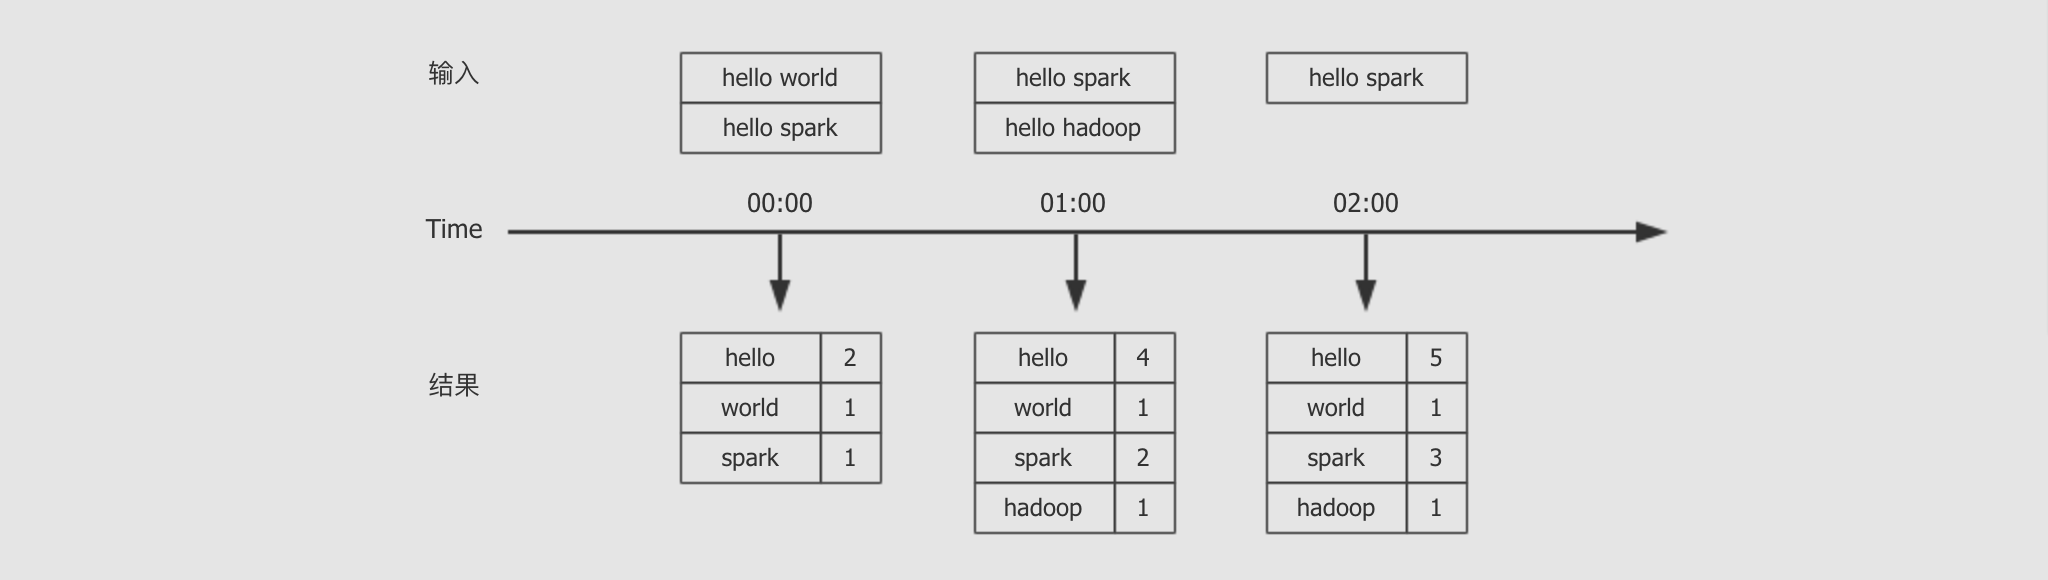 输入
hello world
hello spark
hello spark
hello hadoop
hello spark
Time
00:00
01:00
02:00
结果
hello 2
world 1
spark 1
hello 4
world 1
spark 2
hadoop 1
hello 5
world 1
spark 3
hadoop 1